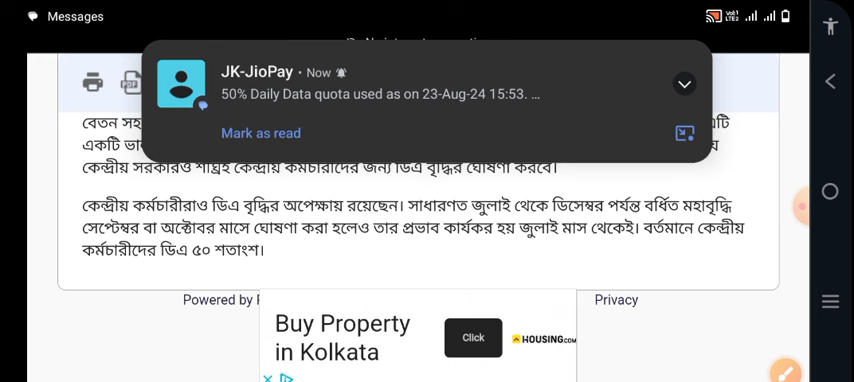 Messages
Vo1
LTE2
PDF
JK-JioPay • Now
50% Daily Data quota used as on 23-Aug-24 15:53. ...
Mark as read
বেতন
একটি
কেন্দ্রীয় সরকারও শীঘ্রই কেন্দ্রীয় কর্মচারীদের জন্য ডিএ বৃদ্ধির ঘোষণা করবে।
কেন্দ্রীয় কর্মচারীরাও ডিএ বৃদ্ধির অপেক্ষায় রয়েছেন। সাধারণত জুলাই থেকে ডিসেম্বর পর্যন্ত বর্ধিত মহাবৃদ্ধি
সেপ্টেম্বর বা অক্টোবর মাসে ঘোষণা করা হলেও তার প্রভাব কার্যকর হয় জুলাই মাস থেকেই। বর্তমানে কেন্দ্রীয়
কর্মচারীদের ডিএ ৫০ শতাংশ।
Powered by
Privacy
Buy Property
in Kolkata
Click
HOUSING.COM